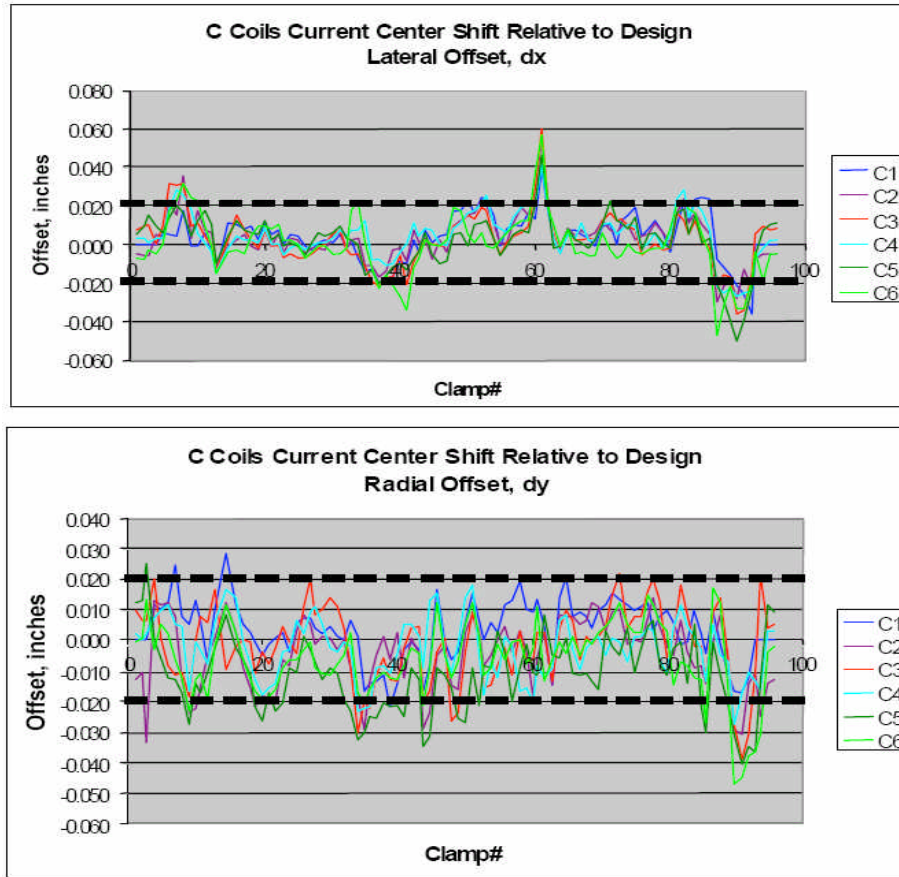 C Coils Current Center Shift Relative to Design
Lateral Offset, dx
Offset, inches
0.080
0.060
0.040
0.020
0.000
-0.020
-0.040
-0.060
0
20
40
60
80
100
Clamp#
C1
C2
C3
C4
C5
C6
C Coils Current Center Shift Relative to Design
Radial Offset, dy
Offset, inches
0.040
0.030
0.020
0.010
0.000
-0.010
-0.020
-0.030
-0.040
-0.050
-0.060
0
20
40
60
80
100
Clamp#
C1
C2
C3
C4
C5
C6